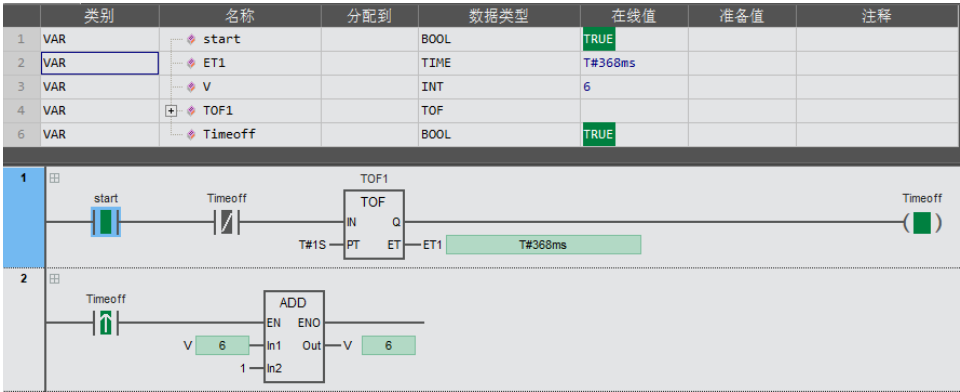 类别 名称 分配到 数据类型 在线值 准备值 注释
1 VAR start BOOL TRUE
2 VAR ET1 TIME T#368ms
3 VAR V INT 6
4 VAR TOF1 TOF
6 VAR Timeoff BOOL TRUE
1
TOF1
start Timeoff TOF Timeoff
IN Q
T#1S PT ET ET1 T#368ms
2
Timeoff ADD
EN ENO
V 6 In1 Out V 6
1 In2